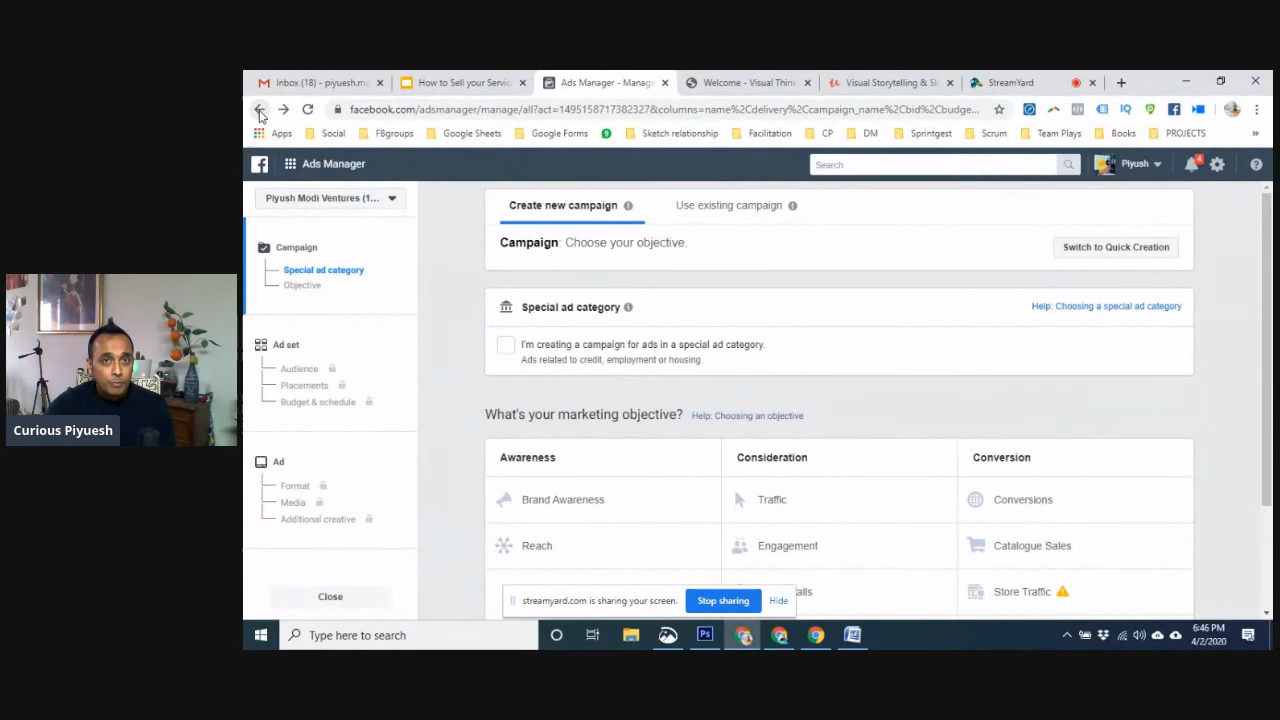 Inbox (18) - piyuesh.mo
How to Sell your Servic
Ads Manager - Manage
Welcome - Visual Think
Visual Storytelling & Sk
StreamYard
facebook.com/adsmanager/manage/all?act=1495158717382327&columns=name%2Cdelivery%2Ccampaign_name%2Cbid%2Cbudge...
Apps
Social
FBgroups
Google Sheets
Google Forms
Sketch relationship
Facilitation
CP
DM
Sprintgest
Scrum
Team Plays
Books
PROJECTS
Ads Manager
Search
Piyush
4
Piyush Modi Ventures (1...
Create new campaign
Use existing campaign
Campaign: Choose your objective.
Switch to Quick Creation
Campaign
Special ad category
Objective
Special ad category
Help: Choosing a special ad category
I'm creating a campaign for ads in a special ad category.
Ads related to credit, employment or housing.
Ad set
Audience
Placements
Budget & schedule
What's your marketing objective?
Help: Choosing an objective
Awareness
Consideration
Conversion
Brand Awareness
Traffic
Conversions
Reach
Engagement
Catalogue Sales
Store Traffic
Ad
Format
Media
Additional creative
Close
streamyard.com is sharing your screen.
Stop sharing
Hide
Type here to search
Ps
6:46 PM
4/2/2020
Curious Piyuesh